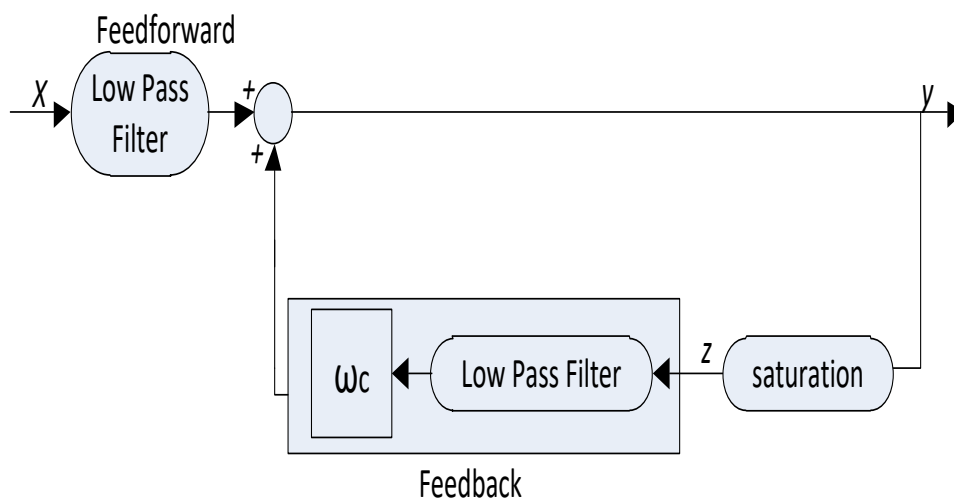 Feedforward
X
Low Pass
Filter
+
+
y
ωc
Low Pass Filter
z
saturation
Feedback